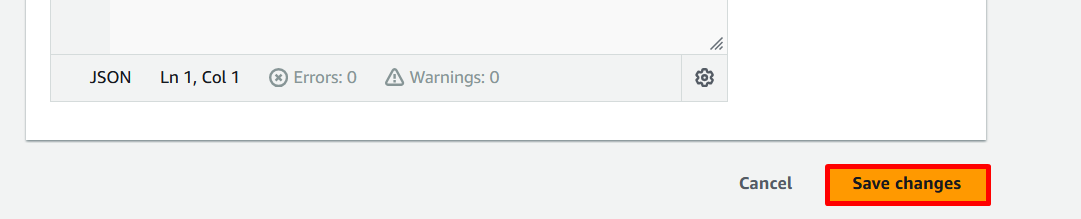 JSON Ln 1, Col 1 Errors: 0 Warnings: 0
Cancel Save changes